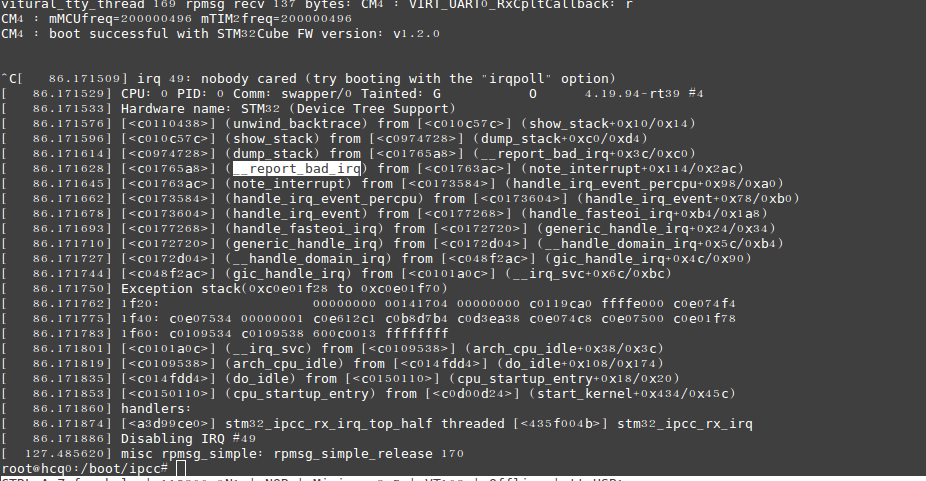 vitural_tty_thread 169 rpmsg recv 137 bytes: CM4 : VIRT_UART0_RxCpltCallback: r
CM4 : mMCUfreq=200000496 mTIM2freq=200000496
CM4 : boot successful with STM32Cube FW version: v1.2.0
^C[   86.171509] irq 49: nobody cared (try booting with the "irqpoll" option)
[   86.171529] CPU: 0 PID: 0 Comm: swapper/0 Tainted: G           O      4.19.94-rt39 #4
[   86.171533] Hardware name: STM32 (Device Tree Support)
[   86.171576] [<c0110438>] (unwind_backtrace) from [<c010c57c>] (show_stack+0x10/0x14)
[   86.171596] [<c010c57c>] (show_stack) from [<c0974728>] (dump_stack+0xc0/0xd4)
[   86.171614] [<c0974728>] (dump_stack) from [<c01765a8>] (__report_bad_irq+0x3c/0xc0)
[   86.171628] [<c01765a8>] (__report_bad_irq) from [<c01763ac>] (note_interrupt+0x114/0x2ac)
[   86.171645] [<c01763ac>] (note_interrupt) from [<c0173584>] (handle_irq_event_percpu+0x98/0xa0)
[   86.171662] [<c0173584>] (handle_irq_event_percpu) from [<c0173604>] (handle_irq_event+0x78/0xb0)
[   86.171678] [<c0173604>] (handle_irq_event) from [<c0177268>] (handle_fasteoi_irq+0xb4/0x1a8)
[   86.171693] [<c0177268>] (handle_fasteoi_irq) from [<c0172720>] (generic_handle_irq+0x24/0x34)
[   86.171710] [<c0172720>] (generic_handle_irq) from [<c0172d04>] (__handle_domain_irq+0x5c/0xb4)
[   86.171727] [<c0172d04>] (__handle_domain_irq) from [<c048f2ac>] (gic_handle_irq+0x4c/0x90)
[   86.171744] [<c048f2ac>] (gic_handle_irq) from [<c0101a0c>] (__irq_svc+0x6c/0xbc)
[   86.171750] Exception stack(0xc0e01f28 to 0xc0e01f70)
[   86.171762] 1f20:                   00000000 00141704 00000000 c0119ca0 ffffe000 c0e074f4
[   86.171775] 1f40: c0e07534 00000001 c0e612c1 c0b8d7b4 c0d3ea38 c0e074c8 c0e07500 c0e01f78
[   86.171783] 1f60: c0109534 c0109538 600c0013 ffffffff
[   86.171801] [<c0101a0c>] (__irq_svc) from [<c0109538>] (arch_cpu_idle+0x38/0x3c)
[   86.171819] [<c0109538>] (arch_cpu_idle) from [<c014fdd4>] (do_idle+0x108/0x174)
[   86.171835] [<c014fdd4>] (do_idle) from [<c0150110>] (cpu_startup_entry+0x18/0x20)
[   86.171853] [<c0150110>] (cpu_startup_entry) from [<c0d00d24>] (start_kernel+0x434/0x45c)
[   86.171860] handlers:
[   86.171874] [<a3d99ce0>] stm32_ipcc_rx_irq_top_half threaded [<435f004b>] stm32_ipcc_rx_irq
[   86.171886] Disabling IRQ #49
[  127.485620] misc rpmsg_simple: rpmsg_simple_release 170
root@hcq0:/boot/ipcc#